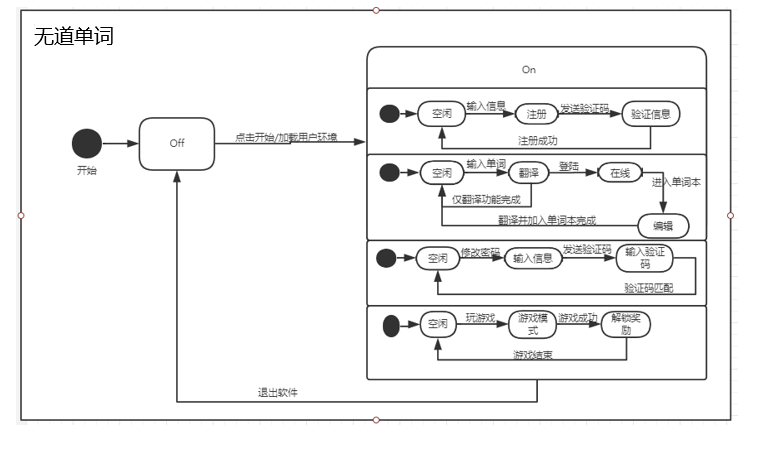 无道单词
On
空闲
输入信息
注册
发送验证码
验证信息
注册成功
开始
Off
点击开始/加载用户环境
空闲
输入单词
翻译
登陆
在线
进入单词本
仅翻译功能完成
翻译并加入单词本完成
编辑
空闲
修改密码
输入信息
发送验证码
输入验证
码
验证码匹配
空闲
玩游戏
游戏模
式
游戏成功
解锁奖
励
游戏结束
退出软件